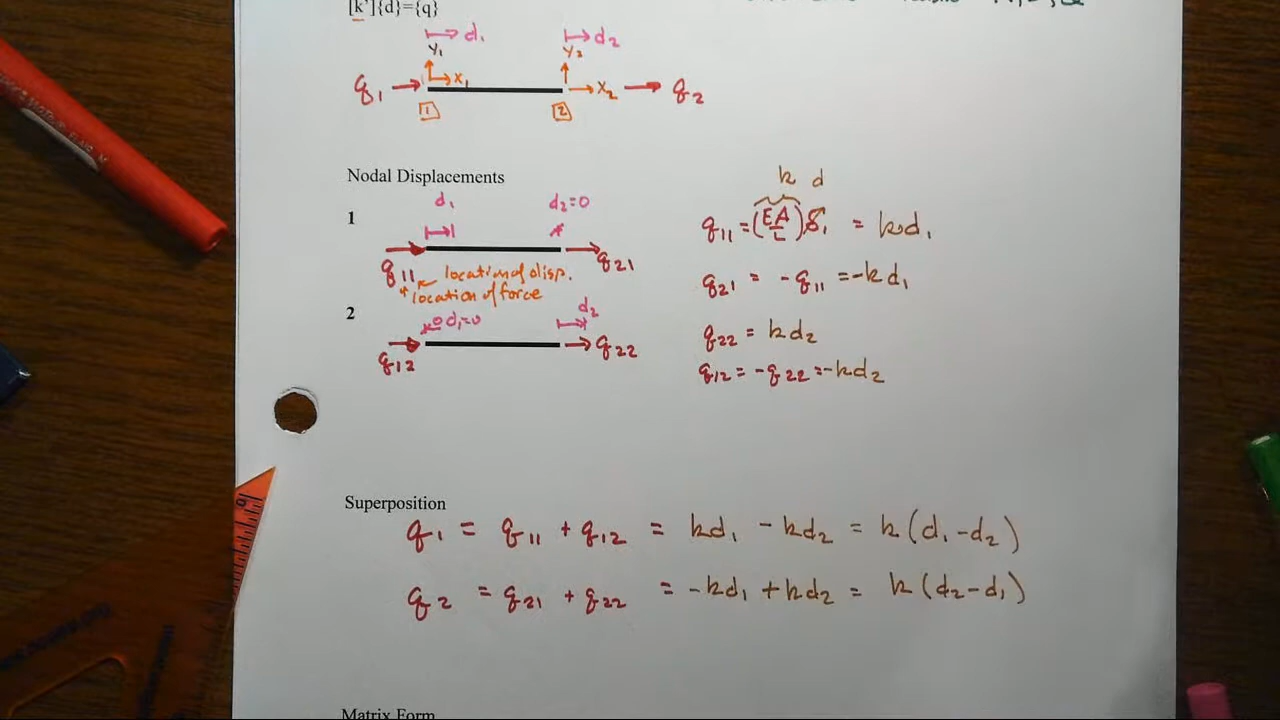 [k']{d}={q}
d₁ d₂
y₁ y₂
q₁ x₁ x₂ q₂
1 2
Nodal Displacements
k d
1
d₁ d₂=0
q₁₁ = (EA/L) δ₁ = kd₁
q₁₁ q₂₁
location of disp.
location of force
q₂₁ = -q₁₁ = -kd₁
2
d₁=0 d₂
q₁₂ q₂₂
q₂₂ = kd₂
q₁₂ = -q₂₂ = -kd₂
Superposition
q₁ = q₁₁ + q₁₂ = kd₁ - kd₂ = k(d₁-d₂)
q₂ = q₂₁ + q₂₂ = -kd₁ + kd₂ = k(d₂-d₁)
Matrix Form